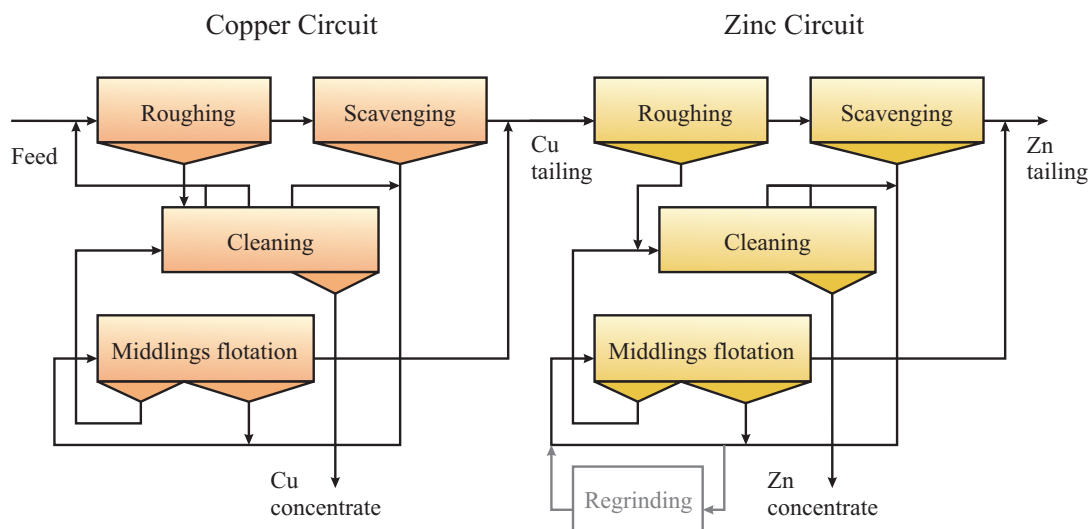 Copper Circuit
Zinc Circuit
Roughing
Scavenging
Roughing
Scavenging
Feed
Cu
tailing
Zn
tailing
Cleaning
Cleaning
Middlings flotation
Middlings flotation
Cu
concentrate
Regrinding
Zn
concentrate